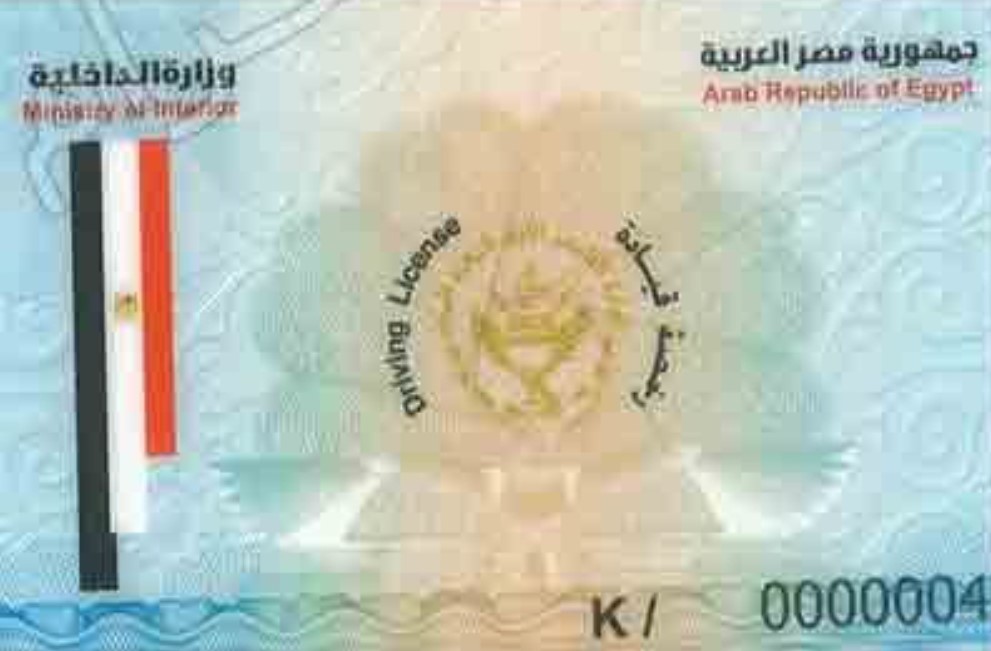 جمهورية مصر العربية
Arab Republic of Egypt
وزارة الداخلية
Ministry of Interior
Driving License
رخصة قيادة
K / 0000004